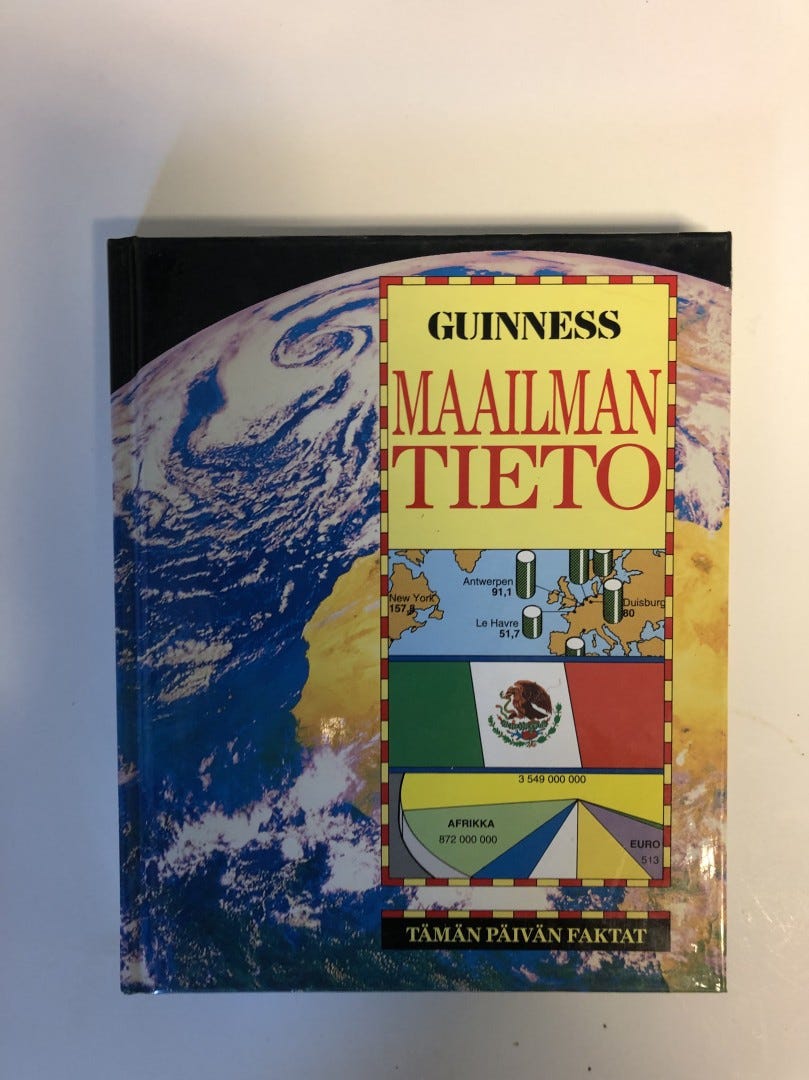 GUINNESS
MAAILMAN
TIETO
Antwerpen
91,1
New York
157,8
Duisburg
80
Le Havre
51,7
3 549 000 000
AFRIKKA
872 000 000
EURO
513
TÄMÄN PÄIVÄN FAKTAT